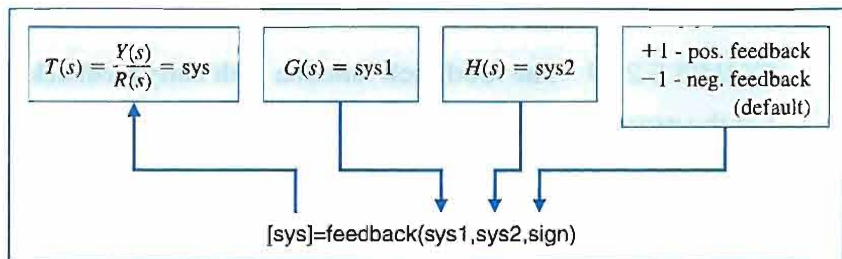 T(s) = Y(s)/R(s) = sys
G(s) = sys1
H(s) = sys2
+1 - pos. feedback
−1 - neg. feedback
(default)
[sys]=feedback(sys1,sys2,sign)